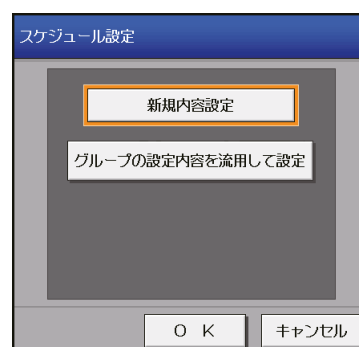 スケジュール設定
新規内容設定
グループの設定内容を流用して設定
ＯＫ
キャンセル